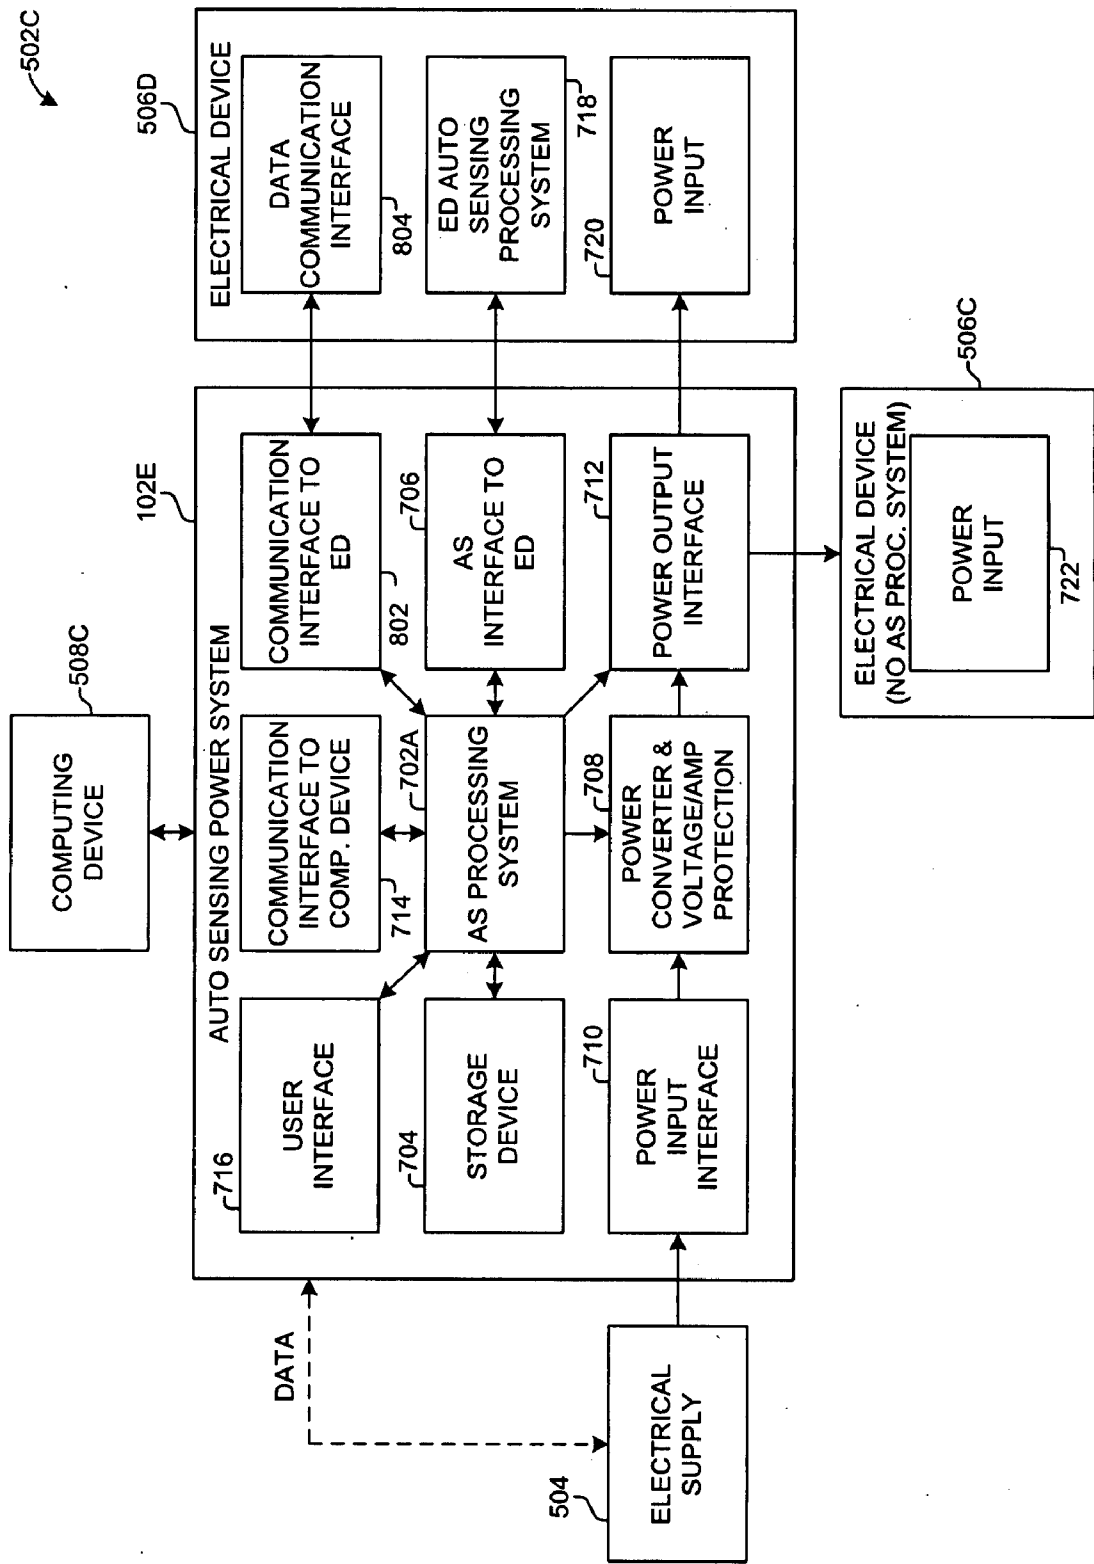 502C
COMPUTING
DEVICE
508C
102E
506D
AUTO SENSING POWER SYSTEM
ELECTRICAL DEVICE
DATA
716
USER
INTERFACE
COMMUNICATION
INTERFACE TO
COMP. DEVICE
714
COMMUNICATION
INTERFACE TO
ED
802
DATA
COMMUNICATION
INTERFACE
804
704
STORAGE
DEVICE
702A
AS PROCESSING
SYSTEM
706
AS
INTERFACE TO
ED
ED AUTO
SENSING
PROCESSING
SYSTEM
718
504
ELECTRICAL
SUPPLY
710
POWER
INPUT
INTERFACE
708
POWER
CONVERTER &
VOLTAGE/AMP
PROTECTION
712
POWER OUTPUT
INTERFACE
720
POWER
INPUT
506C
ELECTRICAL DEVICE
(NO AS PROC. SYSTEM)
POWER
INPUT
722